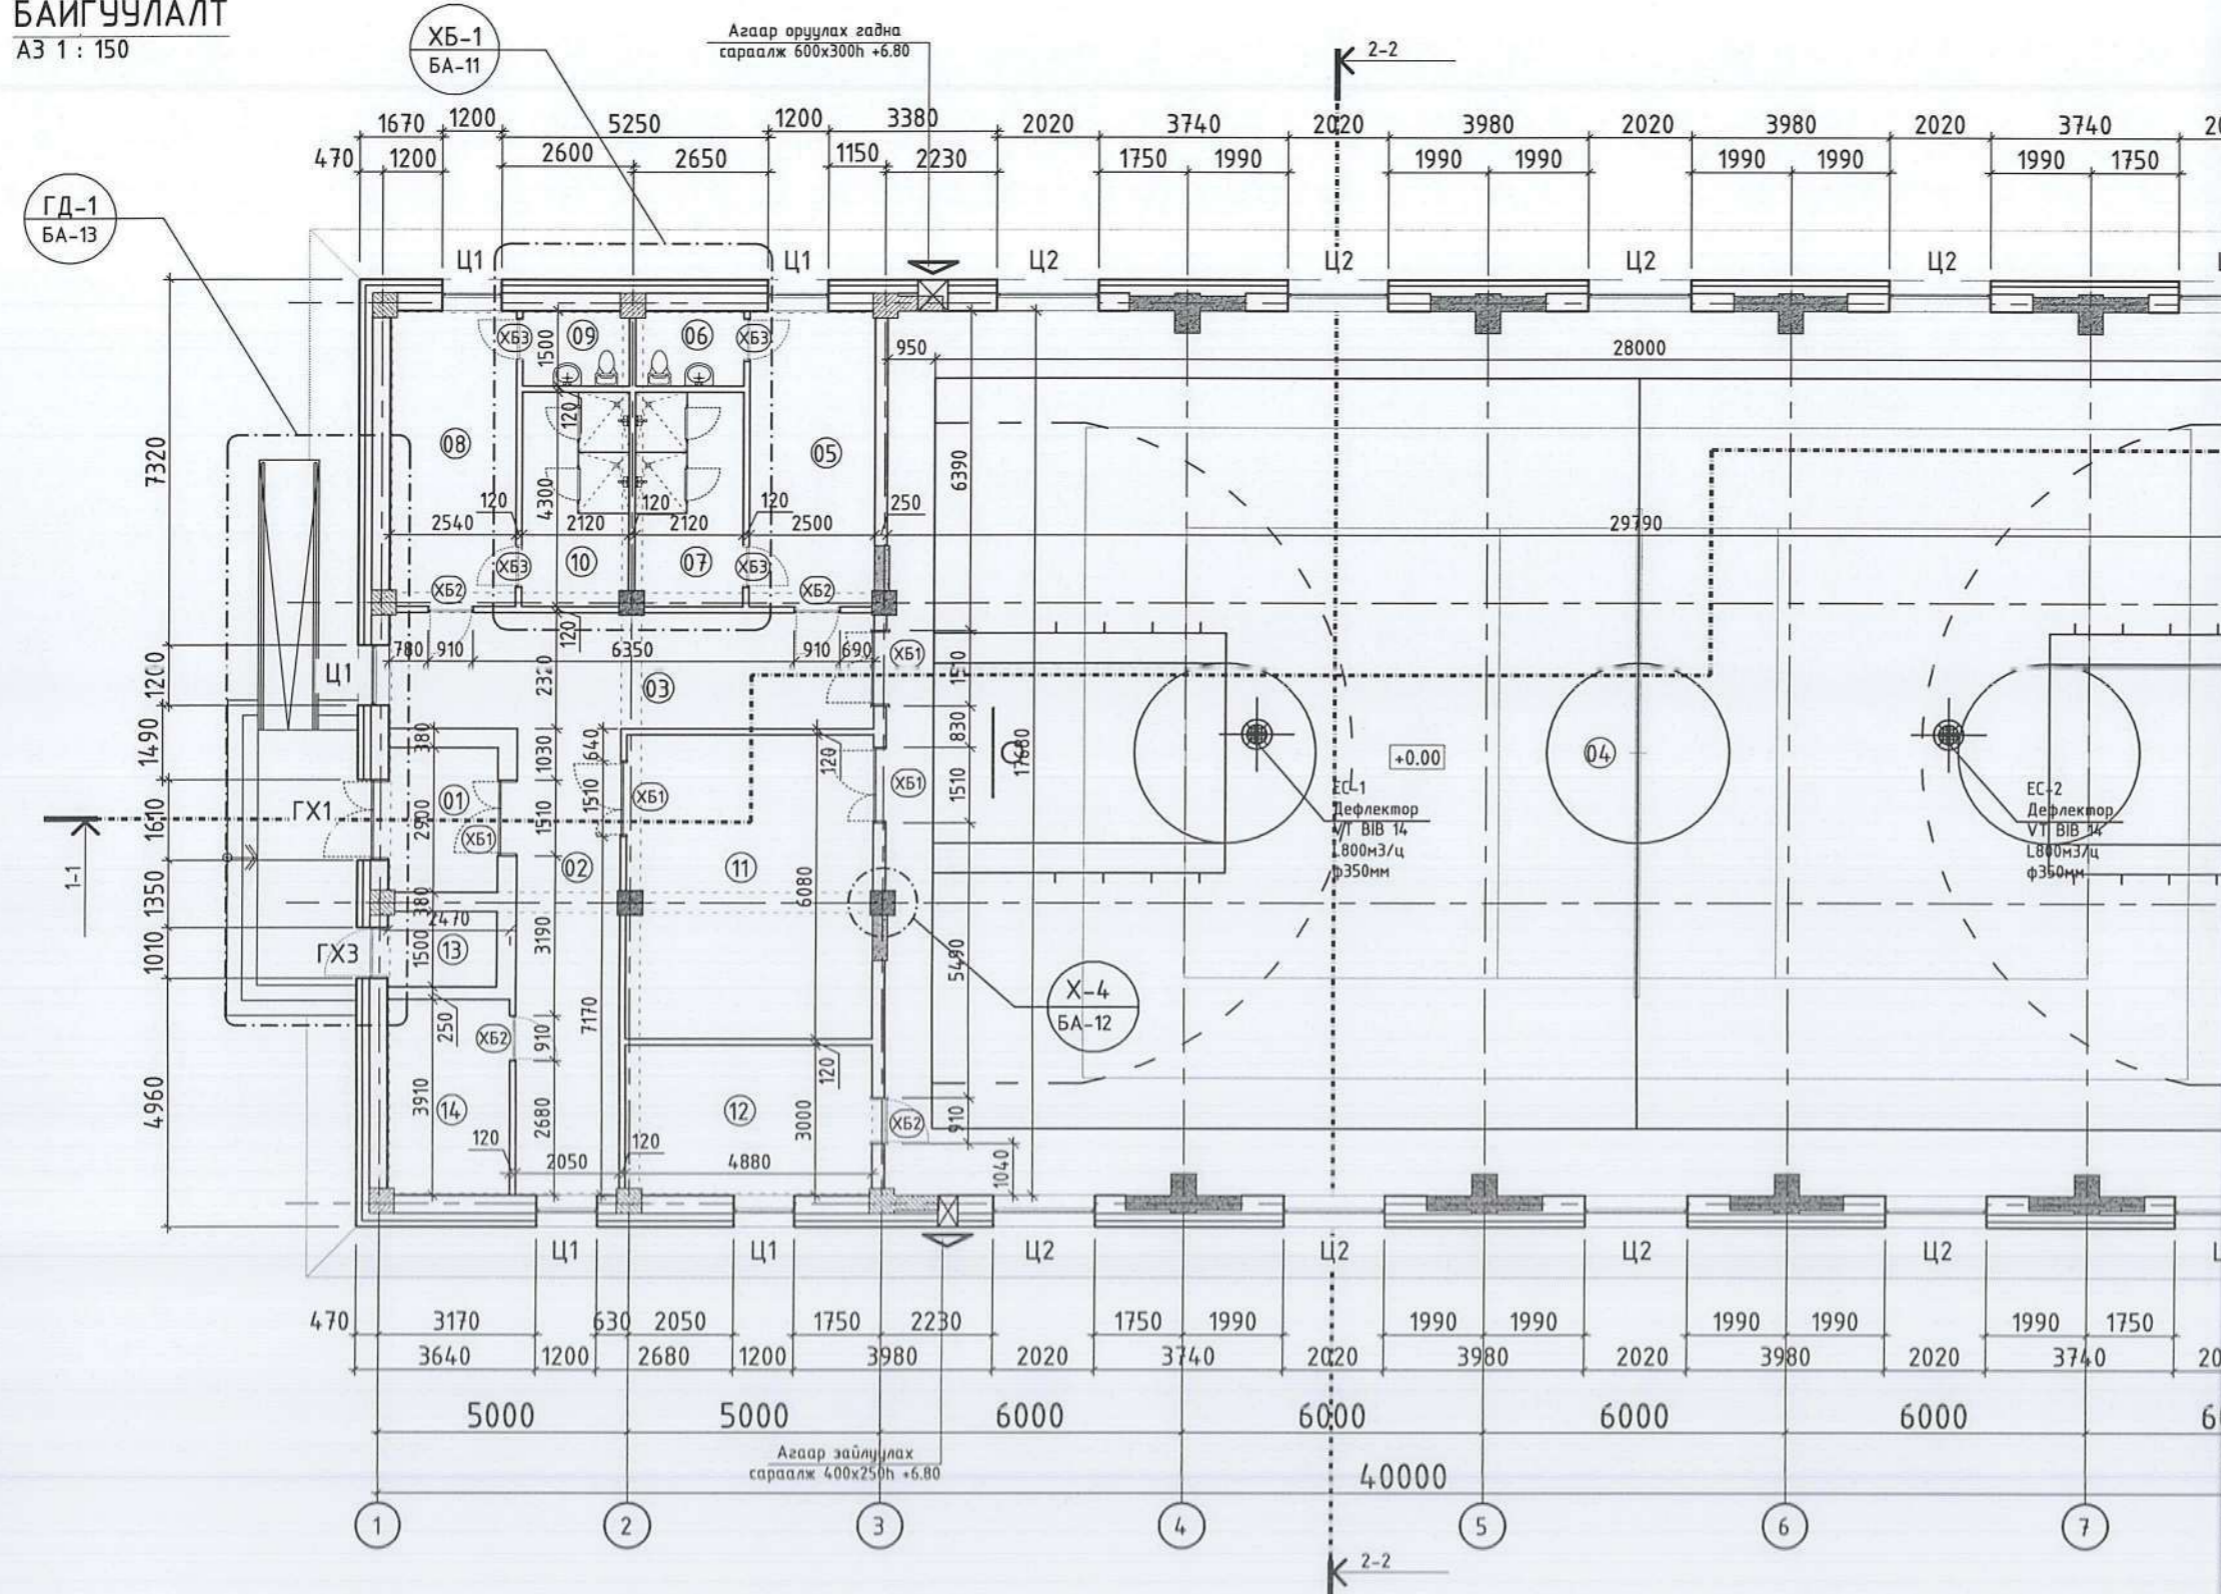 БАЙГУУЛАЛТ
А3 1 : 150
ХБ-1
БА-11
Агаар оруулах гадна
сараалж 600x300h +6.80
2-2
1670 1200 5250 1200 3380 2020 3740 2020 3980 2020 3980 2020 3740
470 1200 2600 2650 1150 2230 1750 1990 1990 1990 1990 1990 1990 1750
ГД-1
БА-13
Ц1 Ц1 Ц2 Ц2 Ц2 Ц2
ХБ3 09 06 ХБ3
1500
950 28000
120
08 05
7320
6390
4300
120 120 120 250
2540 2120 2120 2500
29790
ХБ3 10 07 ХБ3
ХБ2 ХБ2
120
780 910 6350 910 690 ХБ1
1510
Ц1
1200
2320
03
380
1030
640
120
830
17680
1490
+0.00
04
ХБ1 ХБ1
01
1510 1510 1510
ГХ1
2900
1610
ХБ1
ЕС-1
Дефлектор
VT BIB 14
L800м3/ц
ф350мм
ЕС-2
Дефлектор
VT BIB 14
L800м3/ц
ф350мм
1-1
02 11
6080
1350
380
2470
3190
ГХ3
1500
13
1010
5490
Х-4
БА-12
250
7170
ХБ2
910
120
4960
3910
14 12
2680
3000
910
ХБ2
120 120
2050 4880
1040
Ц1 Ц1 Ц2 Ц2 Ц2 Ц2
470 3170 630 2050 1750 2230 1750 1990 1990 1990 1990 1990 1990 1750
3640 1200 2680 1200 3980 2020 3740 2020 3980 2020 3980 2020 3740
5000 5000 6000 6000 6000 6000
Агаар зайлуулах
сараалж 400x250h +6.80
40000
1 2 3 4 5 6 7
2-2